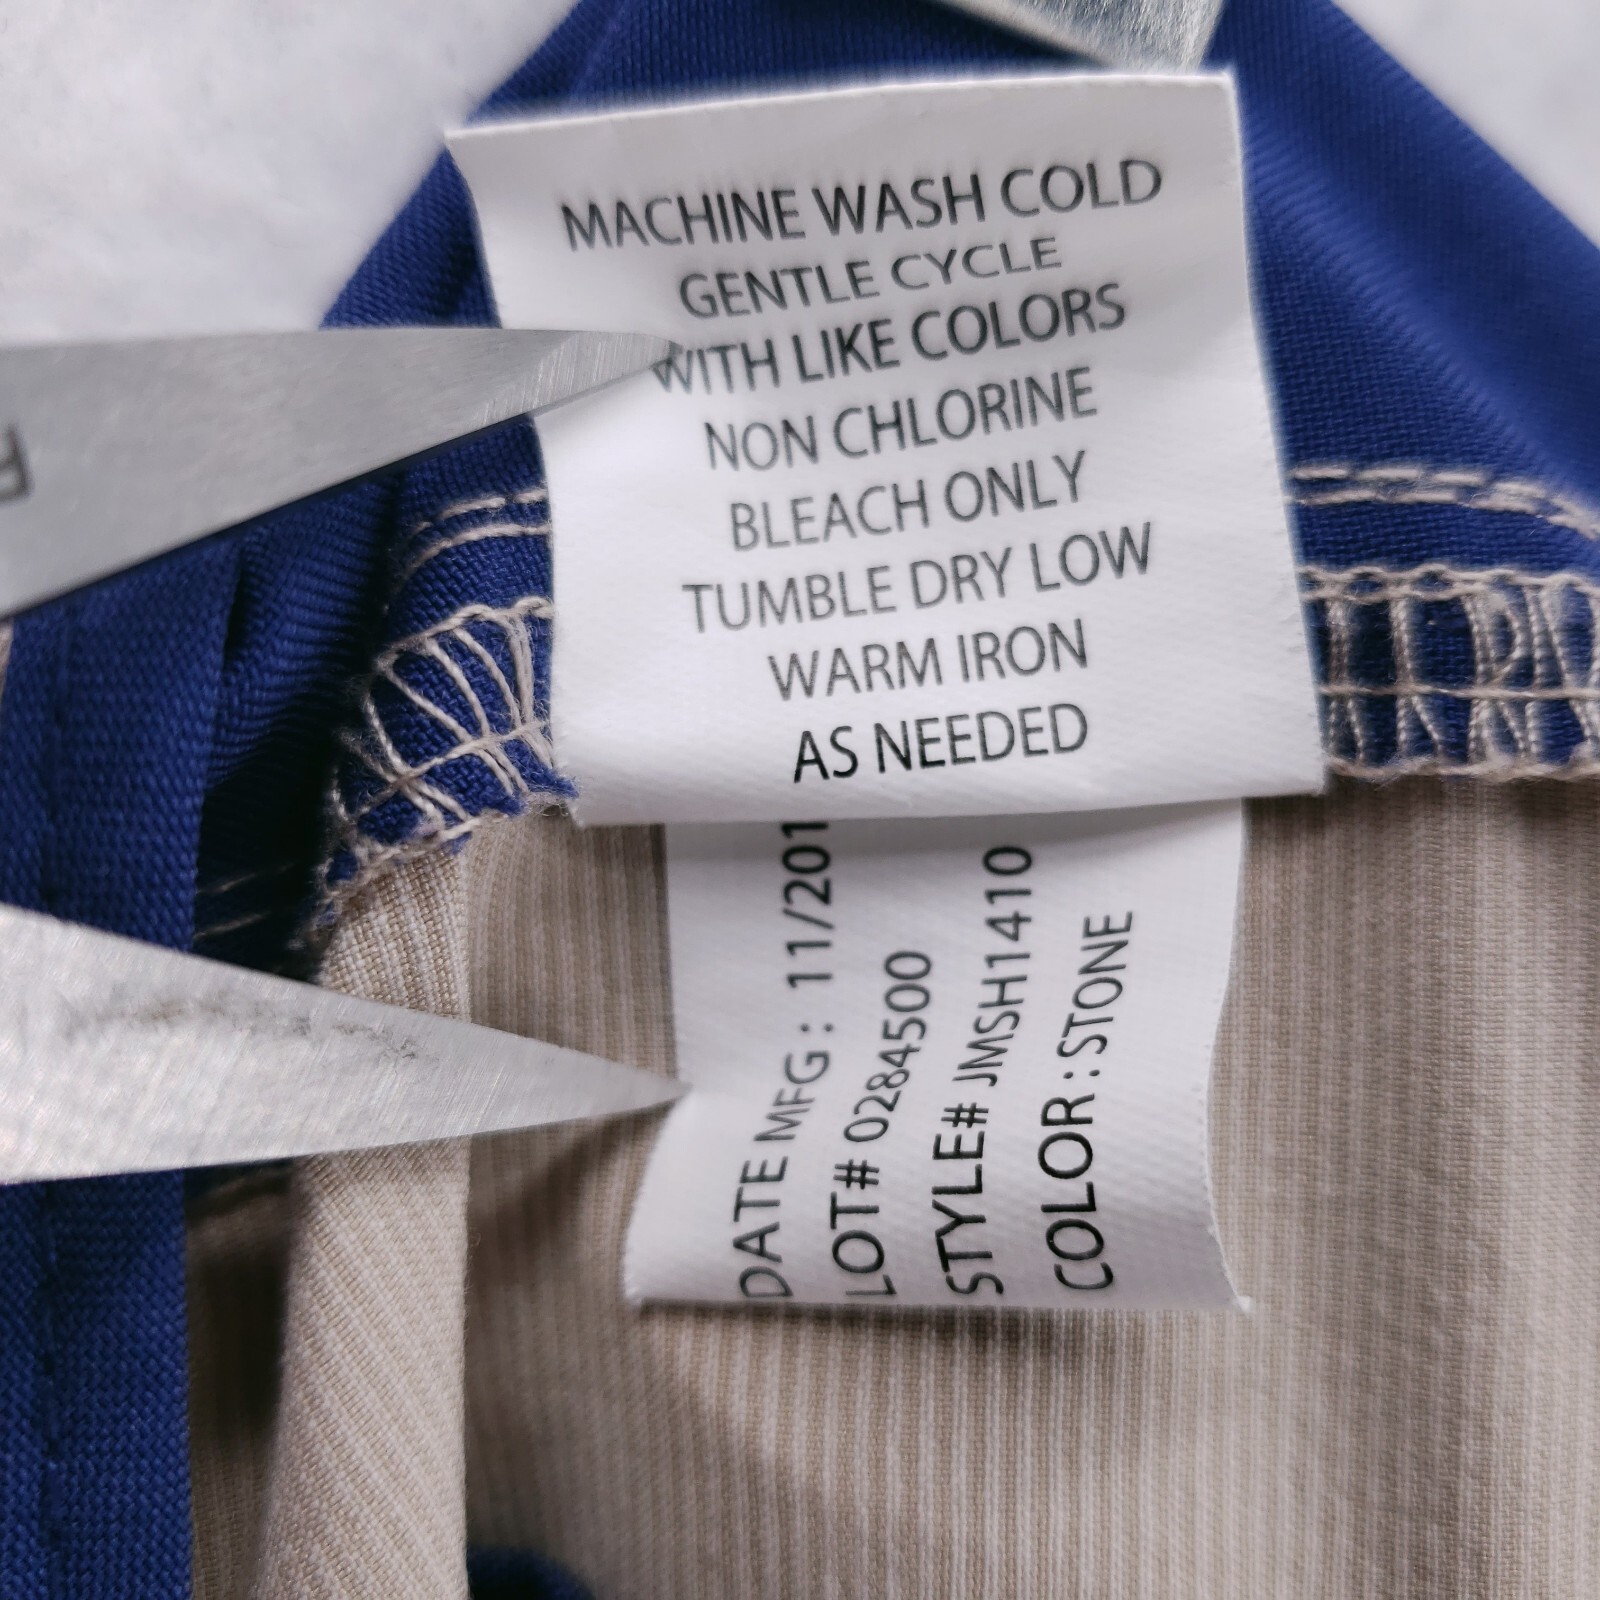 MACHINE WASH COLD
GENTLE CYCLE
WITH LIKE COLORS
NON CHLORINE
BLEACH ONLY
TUMBLE DRY LOW
WARM IRON
AS NEEDED
DATE MFG : 11/201
LOT# 0284500
STYLE# JMSH1410
COLOR : STONE